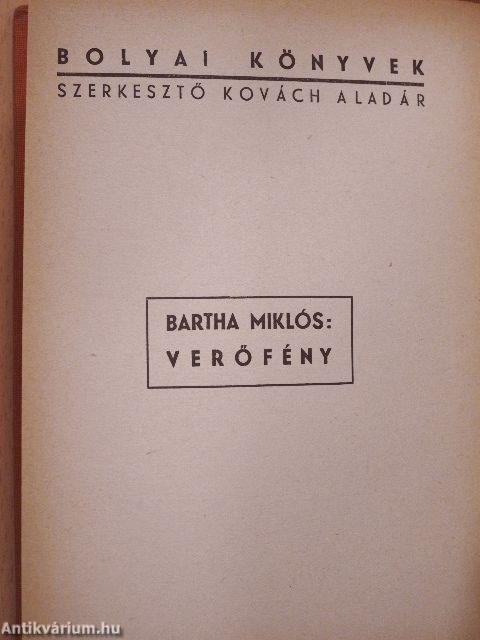 BOLYAI KÖNYVEK
SZERKESZTŐ KOVÁCH ALADÁR
BARTHA MIKLÓS:
VERŐFÉNY
Antikvárium.hu